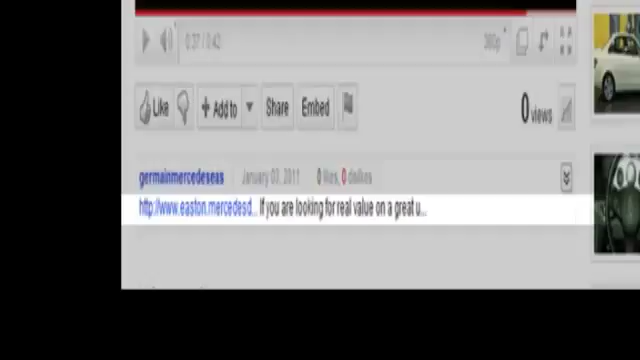 0:37 / 0:42 360p
Like + Add to Share Embed 0 views
germainmercedeseas January 03, 2011 0 likes, 0 dislikes
http://www.easton.mercedesd... If you are looking for real value on a great u...